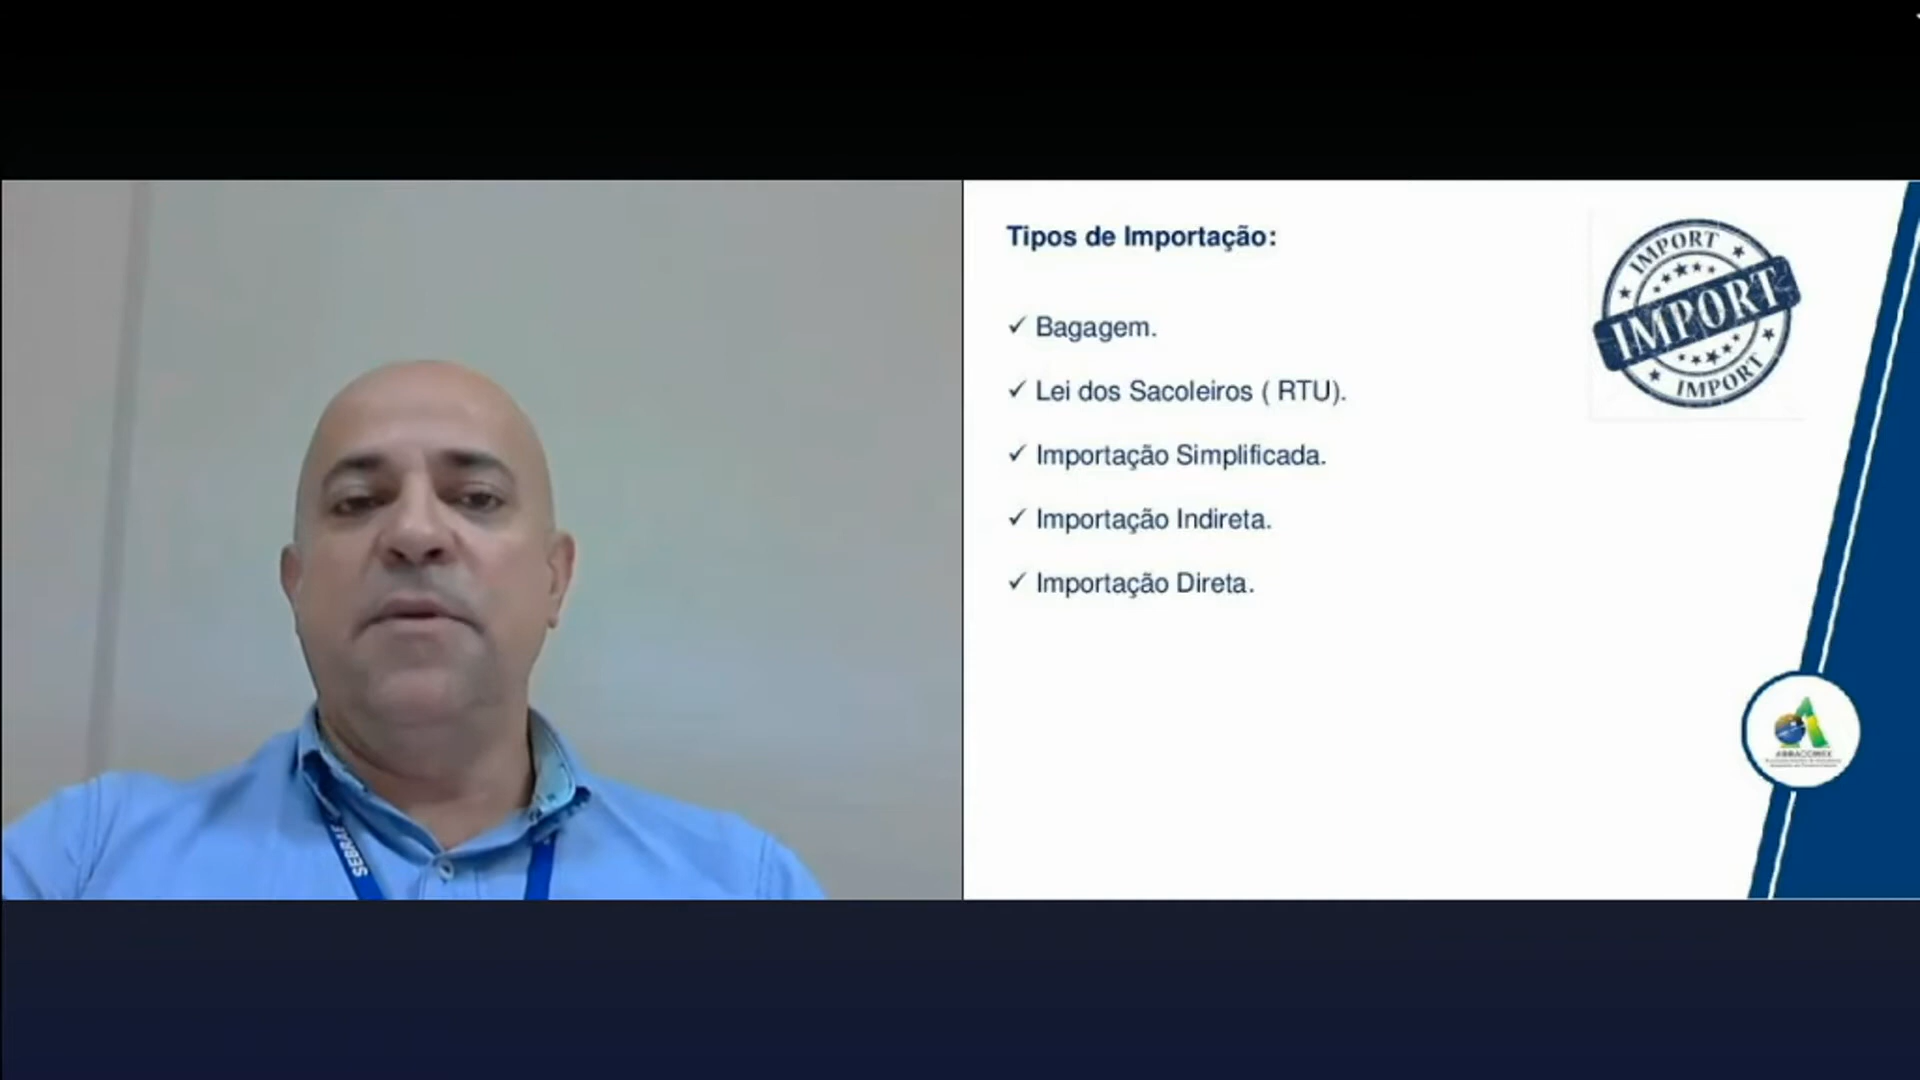 SEBRAE
Tipos de Importação:
✓ Bagagem.
✓ Lei dos Sacoleiros ( RTU).
✓ Importação Simplificada.
✓ Importação Indireta.
✓ Importação Direta.
IMPORT
IMPORT
IMPORT
ABRACOMEX